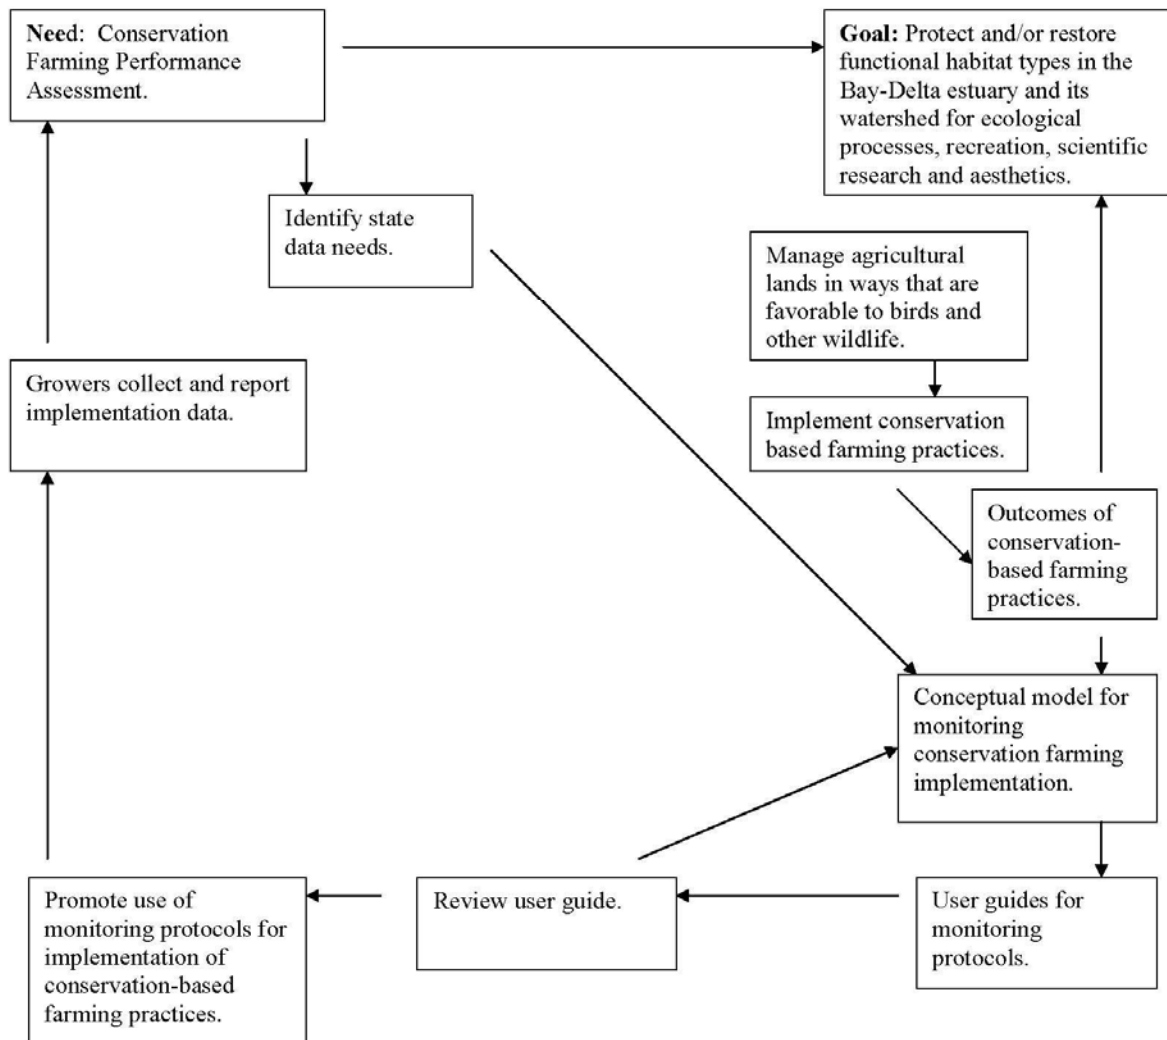 Need:  Conservation
Farming Performance
Assessment.
Goal: Protect and/or restore
functional habitat types in the
Bay-Delta estuary and its
watershed for ecological
processes, recreation, scientific
research and aesthetics.
Identify state
data needs.
Manage agricultural
lands in ways that are
favorable to birds and
other wildlife.
Growers collect and report
implementation data.
Implement conservation
based farming practices.
Outcomes of
conservation-
based farming
practices.
Conceptual model for
monitoring
conservation farming
implementation.
Promote use of
monitoring protocols for
implementation of
conservation-based
farming practices.
Review user guide.
User guides for
monitoring
protocols.